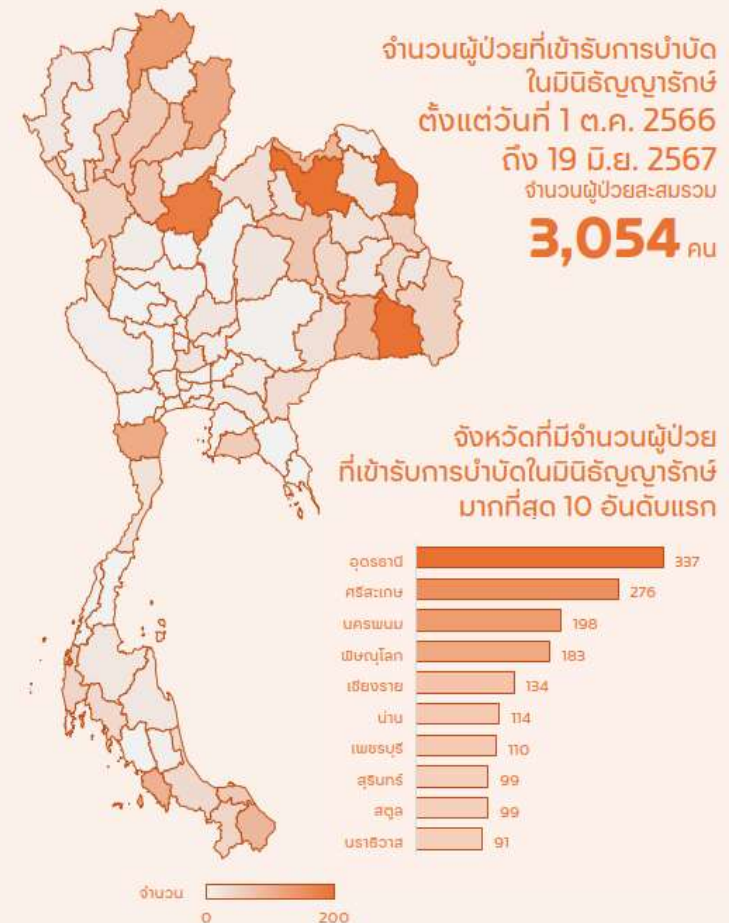 จำนวนผู้ป่วยที่เข้ารับการบำบัด
ในมินิธัญญารักษ์
ตั้งแต่วันที่ 1 ต.ค. 2566
ถึง 19 มิ.ย. 2567
จำนวนผู้ป่วยสะสมรวม
3,054 คน
จังหวัดที่มีจำนวนผู้ป่วย
ที่เข้ารับการบำบัดในมินิธัญญารักษ์
มากที่สุด 10 อันดับแรก
อุดรธานี 337
ศรีสะเกษ 276
นครพนม 198
พิษณุโลก 183
เชียงราย 134
น่าน 114
เพชรบุรี 110
สุรินทร์ 99
สตูล 99
นราธิวาส 91
จำนวน
0 200